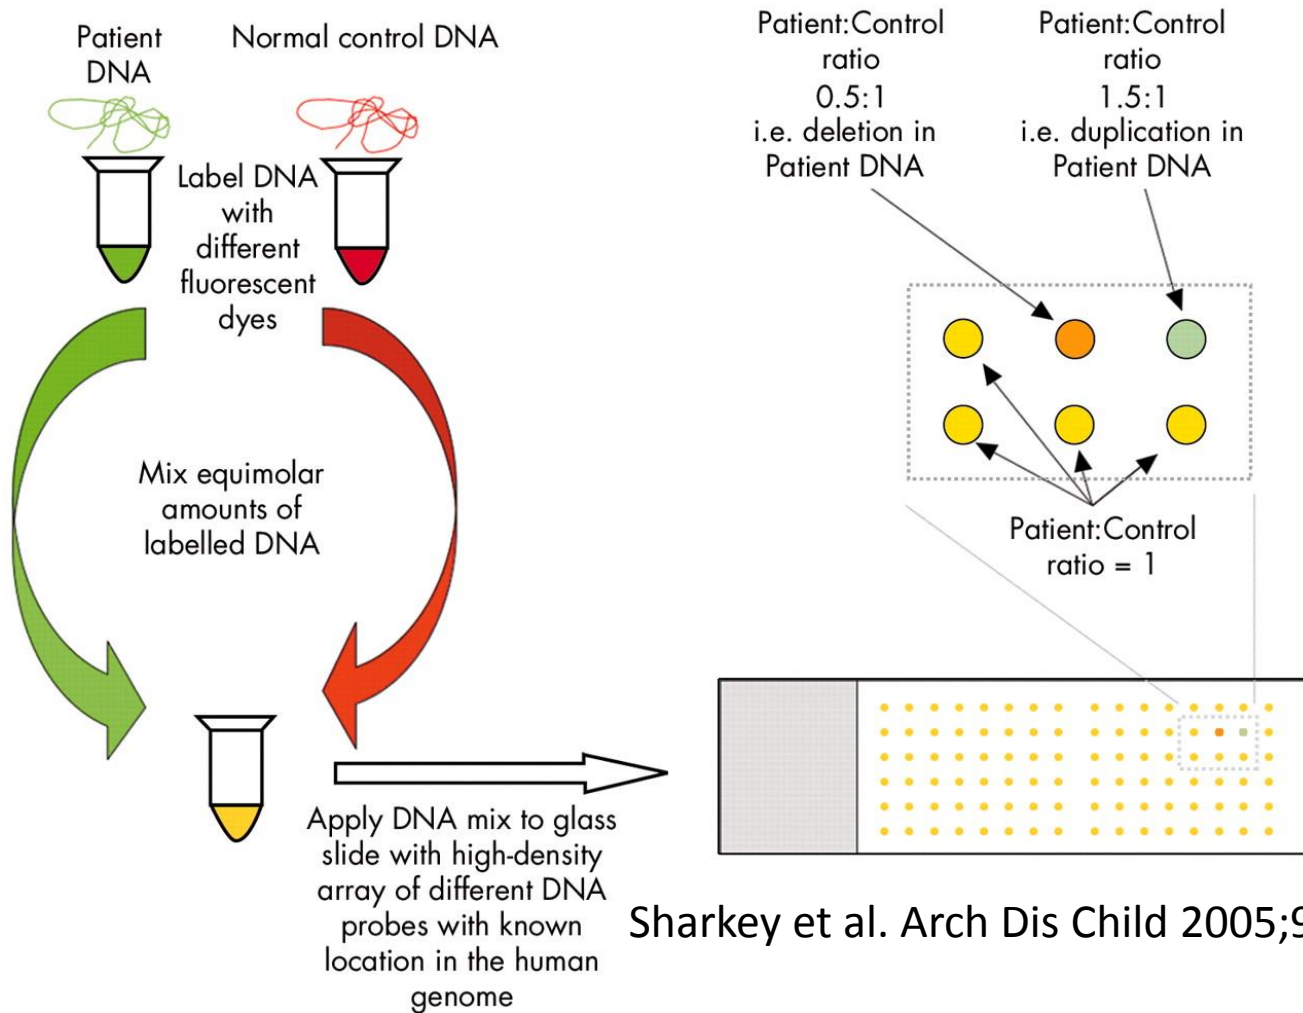 Patient
DNA
Normal control DNA
Label DNA
with
different
fluorescent
dyes
Mix equimolar
amounts of
labelled DNA
Apply DNA mix to glass
slide with high-density
array of different DNA
probes with known
location in the human
genome
Patient:Control
ratio
0.5:1
i.e. deletion in
Patient DNA
Patient:Control
ratio
1.5:1
i.e. duplication in
Patient DNA
Patient:Control
ratio = 1
Sharkey et al. Arch Dis Child 2005;9